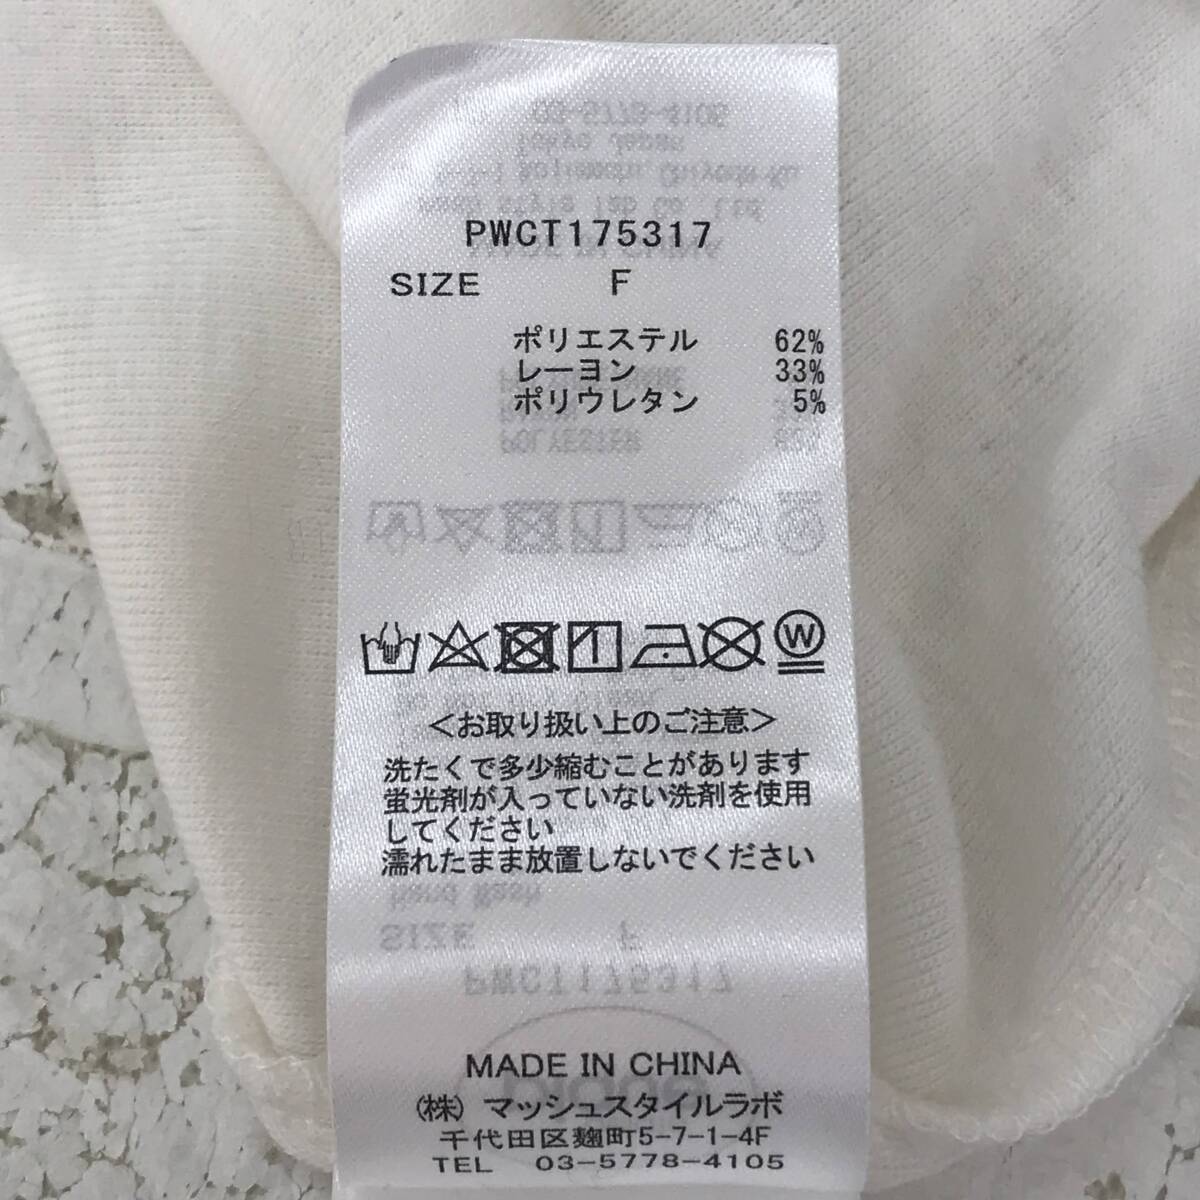 PWCT175317
SIZE F
ポリエステル 62%
レーヨン 33%
ポリウレタン 5%
W
<お取り扱い上のご注意>
洗たくで多少縮むことがあります
蛍光剤が入っていない洗剤を使用
してください
濡れたまま放置しないでください
MADE IN CHINA
(株) マッシュスタイルラボ
千代田区麹町5-7-1-4F
TEL 03-5778-4105